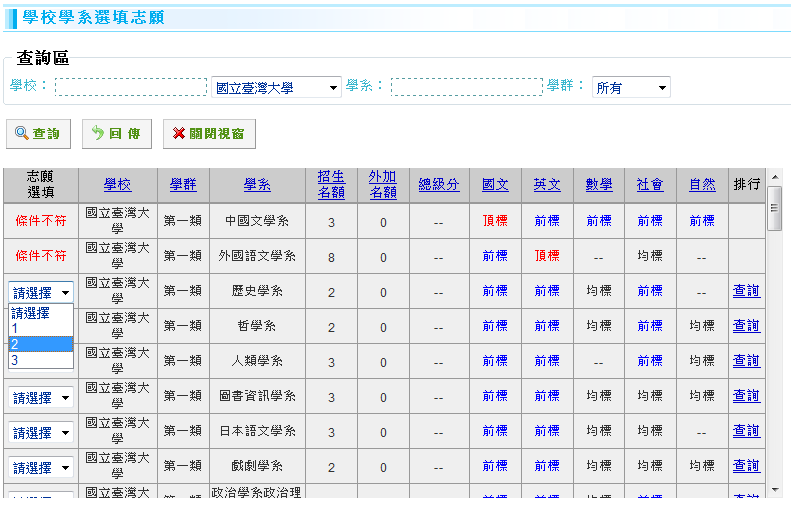 學校學系選填志願
查詢區
學校： 國立臺灣大學 學系： 學群： 所有
查詢 回傳 關閉視窗
志願選填 學校 學群 學系 招生名額 外加名額 總級分 國文 英文 數學 社會 自然 排行
條件不符 國立臺灣大學 第一類 中國文學系 3 0 -- 頂標 前標 前標 前標 前標
條件不符 國立臺灣大學 第一類 外國語文學系 8 0 -- 前標 頂標 -- 均標 --
請選擇 國立臺灣大學 第一類 歷史學系 2 0 -- 前標 前標 均標 前標 均標 查詢
請選擇
1
2
3
國立臺灣大學 第一類 哲學系 2 0 -- 前標 前標 均標 前標 均標 查詢
國立臺灣大學 第一類 人類學系 3 0 -- 前標 前標 -- 前標 均標 查詢
請選擇 國立臺灣大學 第一類 圖書資訊學系 3 0 -- 前標 前標 均標 均標 均標 查詢
請選擇 國立臺灣大學 第一類 日本語文學系 3 0 -- 前標 前標 均標 均標 -- 查詢
請選擇 國立臺灣大學 第一類 戲劇學系 2 0 -- 前標 前標 均標 均標 均標 查詢
國立臺灣大 政治學系政治理